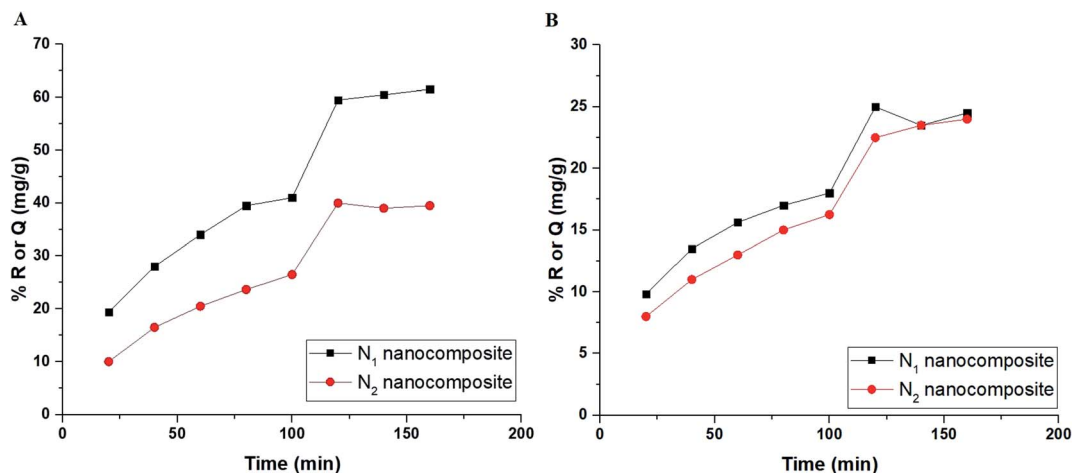 A
% R or Q (mg/g)
70
60
50
40
30
20
10
0
0
50
100
150
200
Time (min)
N₁ nanocomposite
N₂ nanocomposite
B
% R or Q (mg/g)
30
25
20
15
10
5
0
0
50
100
150
200
Time (min)
N₁ nanocomposite
N₂ nanocomposite